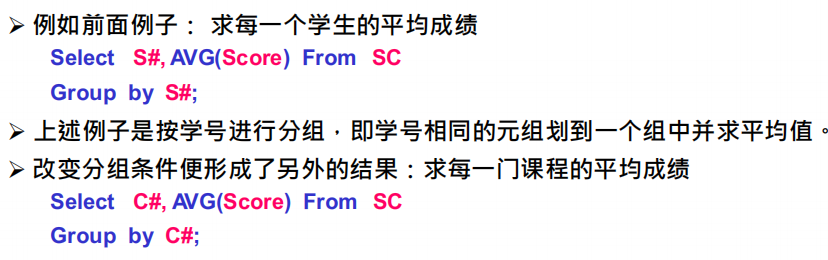 ➢ 例如前面例子： 求每一个学生的平均成绩
Select S#, AVG(Score) From SC
Group by S#;
➢ 上述例子是按学号进行分组，即学号相同的元组划到一个组中并求平均值。
➢ 改变分组条件便形成了另外的结果：求每一门课程的平均成绩
Select C#, AVG(Score) From SC
Group by C#;